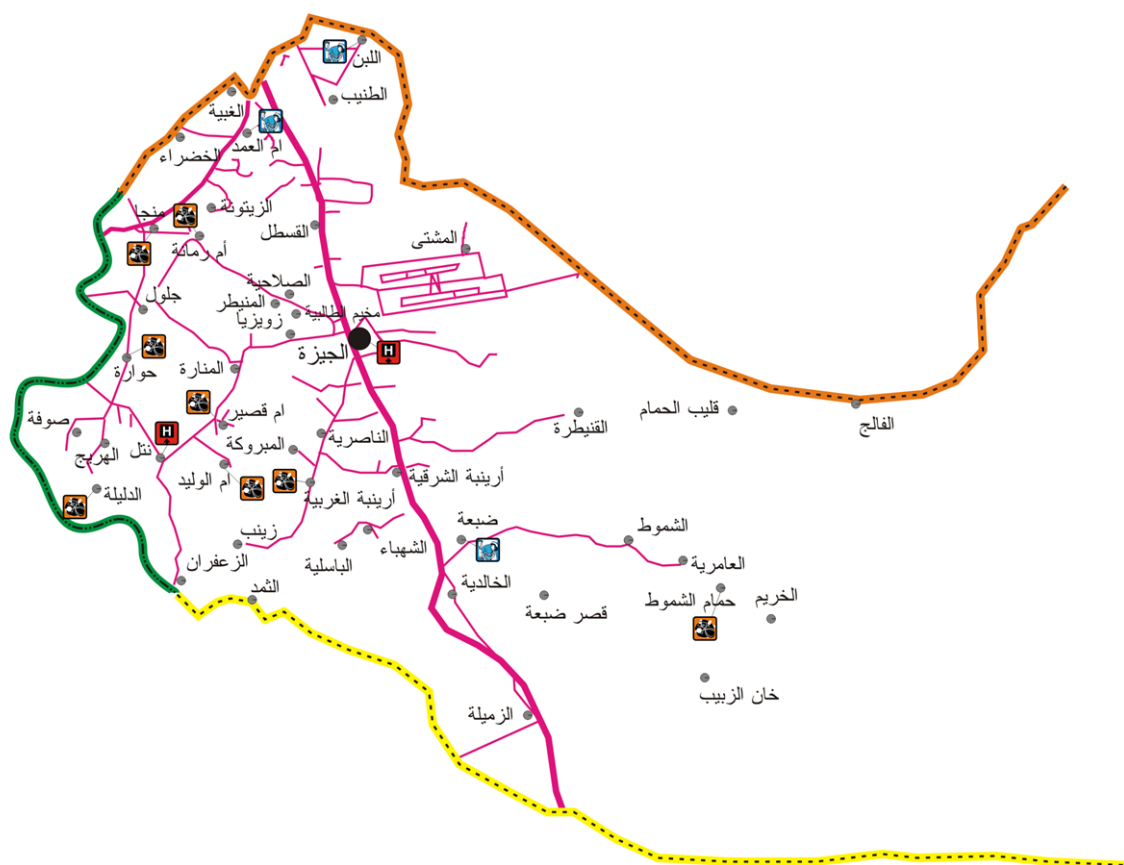 اللبن
الطنيب
الغبية
ام العمد
الخضراء
الزيتونة
منجا
القسطل
أم رمانة
المشتى
الصلاحية
المنيطر
جلول
مخيم الطالبية
زويزيا
الجيزة
H
حوارة
المنارة
قليب الحمام
الفالج
القنيطرة
ام قصير
صوفة
الناصرية
H
المبروكة
الهريج
نتل
أرينبة الشرقية
ام الوليد
الدليلة
أرينبة الغربية
ضبعة
الشموط
زينب
الشهباء
الباسلية
الزعفران
العامرية
الثمد
الخالدية
حمام الشموط
الخريم
قصر ضبعة
خان الزبيب
الزميلة